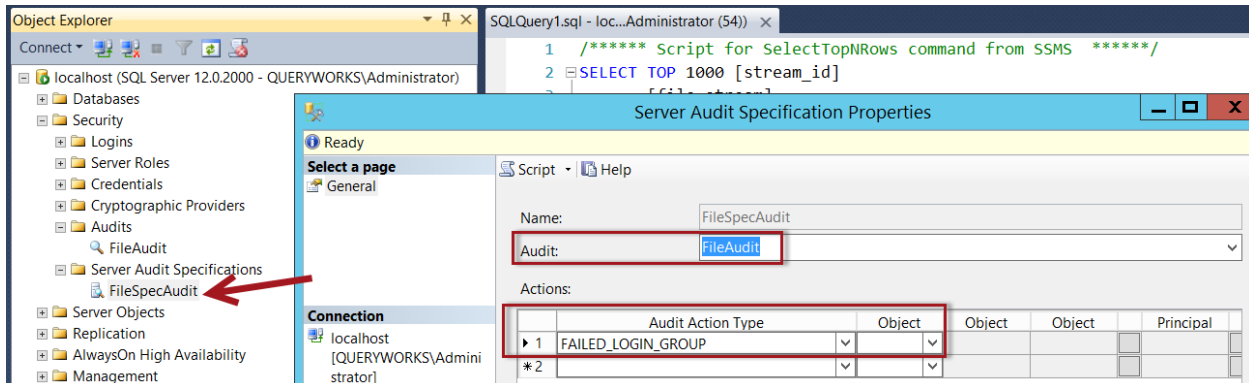 Object Explorer
Connect
localhost (SQL Server 12.0.2000 - QUERYWORKS\Administrator)
Databases
Security
Logins
Server Roles
Credentials
Cryptographic Providers
Audits
FileAudit
Server Audit Specifications
FileSpecAudit
Server Objects
Replication
AlwaysOn High Availability
Management
SQLQuery1.sql - loc...Administrator (54))
1 /****** Script for SelectTopNRows command from SSMS ******/
2 SELECT TOP 1000 [stream_id]
Server Audit Specification Properties
Ready
Select a page
General
Script
Help
Name: FileSpecAudit
Audit: FileAudit
Actions:
Audit Action Type Object Object Object Principal
1 FAILED_LOGIN_GROUP
*2
Connection
localhost
[QUERYWORKS\Admini
strator]